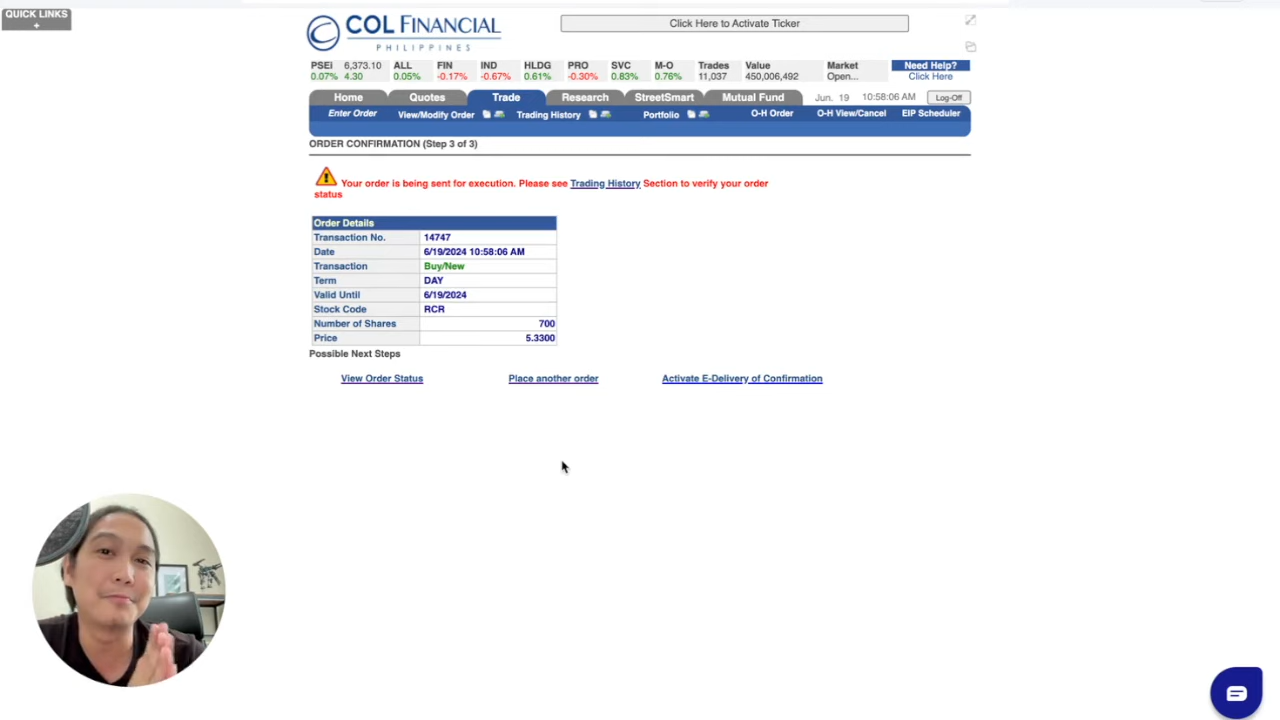 QUICK LINKS
+
COL FINANCIAL
PHILIPPINES
Click Here to Activate Ticker
PSEi 6,373.10 ALL FIN IND HLDG PRO SVC M-O Trades Value Market Need Help?
0.07% 4.30 0.05% -0.17% -0.67% 0.61% -0.30% 0.83% 0.76% 11,037 450,006,492 Open... Click Here
Home Quotes Trade Research StreetSmart Mutual Fund Jun. 19 10:58:06 AM Log-Off
Enter Order View/Modify Order Trading History Portfolio O-H Order O-H View/Cancel EIP Scheduler
ORDER CONFIRMATION (Step 3 of 3)
Your order is being sent for execution. Please see Trading History Section to verify your order
status
Order Details
Transaction No. 14747
Date 6/19/2024 10:58:06 AM
Transaction Buy/New
Term DAY
Valid Until 6/19/2024
Stock Code RCR
Number of Shares 700
Price 5.3300
Possible Next Steps
View Order Status Place another order Activate E-Delivery of Confirmation